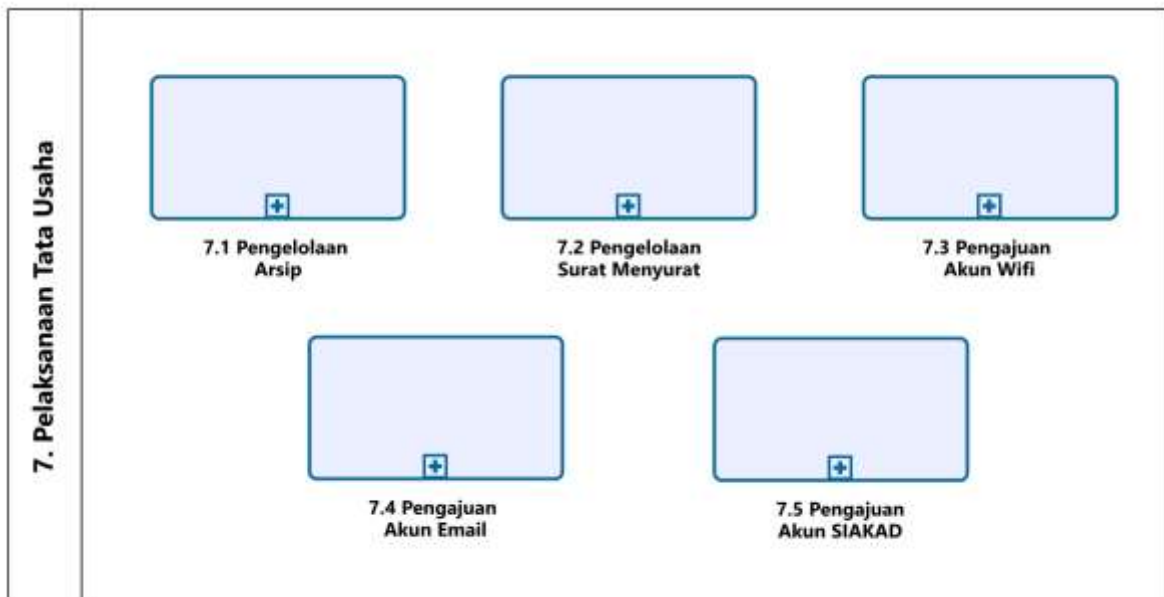 7. Pelaksanaan Tata Usaha
7.1 Pengelolaan
Arsip
7.2 Pengelolaan
Surat Menyurat
7.3 Pengajuan
Akun Wifi
7.4 Pengajuan
Akun Email
7.5 Pengajuan
Akun SIAKAD